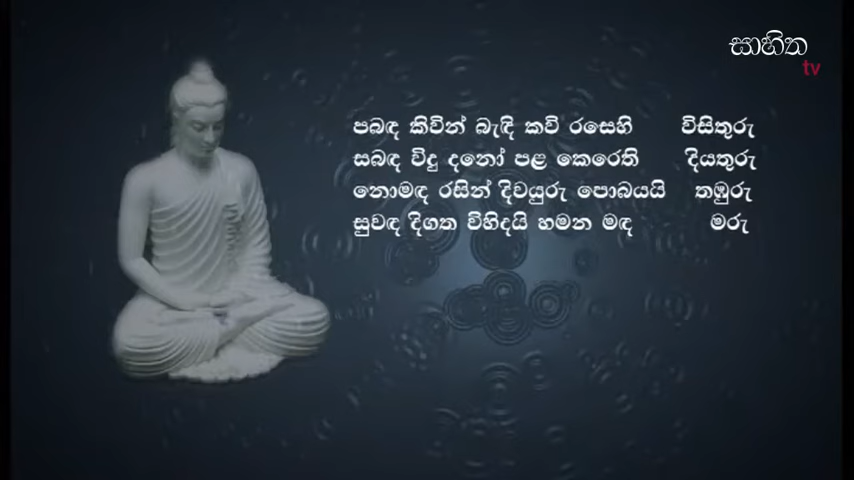 සාහිත
tv
පබඳ කිවින් බැඳි කවි රසෙහි විසිතුරු
සබඳ විදු දනෝ පළ කෙරෙති දියතුරු
නොමඳ රසින් දිවයුරු පොබයයි තඹුරු
සුවඳ දිගත විහිදයි හමන මඳ මරු